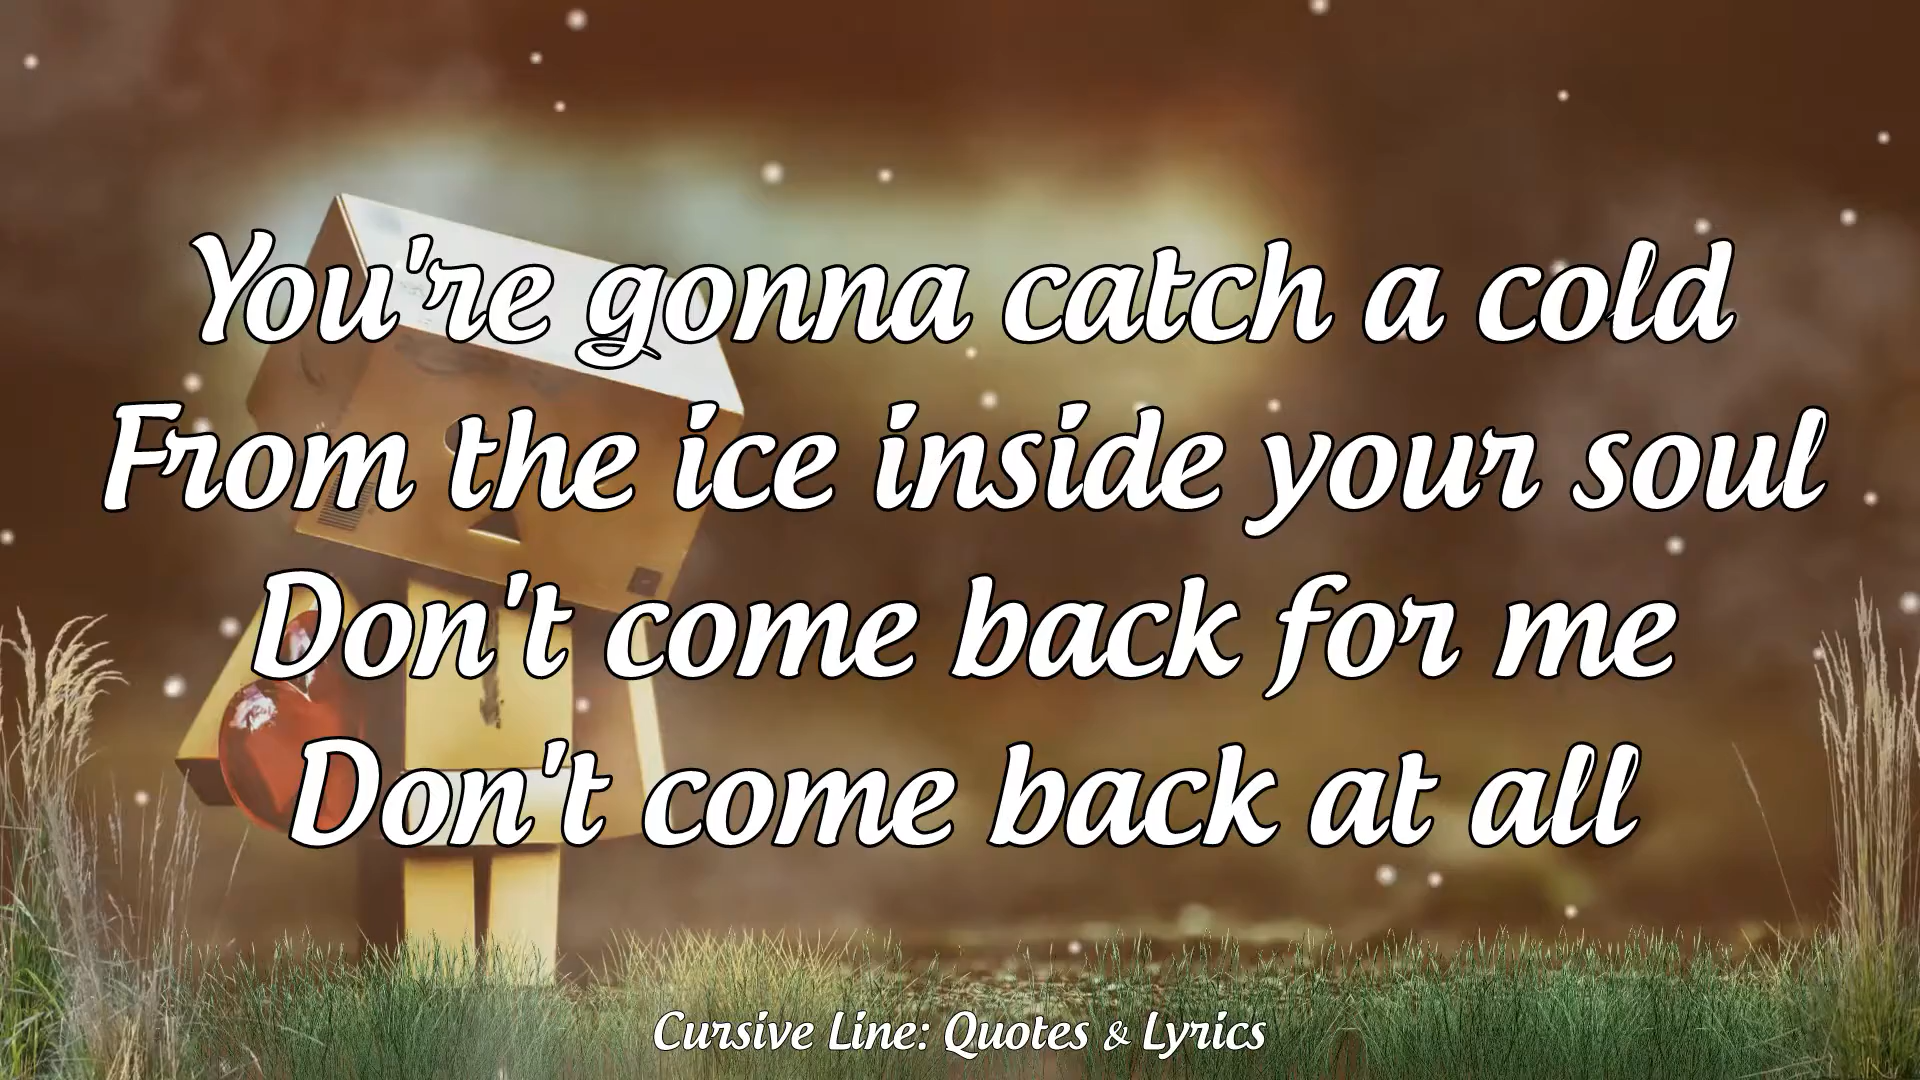 You're gonna catch a cold
From the ice inside your soul
Don't come back for me
Don't come back at all
Cursive Line: Quotes & Lyrics